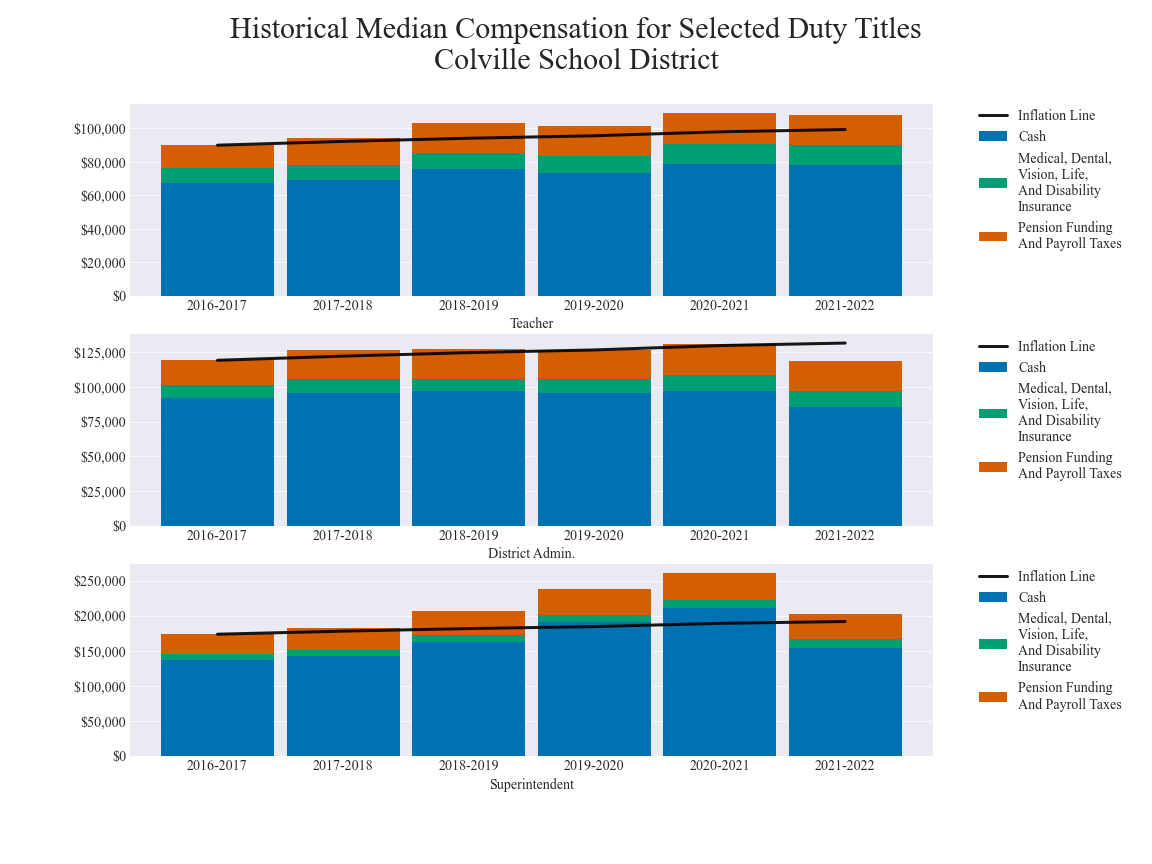 Historical Median Compensation for Selected Duty Titles
Colville School District
$100,000
$80,000
$60,000
$40,000
$20,000
$0
2016-2017 2017-2018 2018-2019 2019-2020 2020-2021 2021-2022
Teacher
Inflation Line
Cash
Medical, Dental,
Vision, Life,
And Disability
Insurance
Pension Funding
And Payroll Taxes
$125,000
$100,000
$75,000
$50,000
$25,000
$0
2016-2017 2017-2018 2018-2019 2019-2020 2020-2021 2021-2022
District Admin.
Inflation Line
Cash
Medical, Dental,
Vision, Life,
And Disability
Insurance
Pension Funding
And Payroll Taxes
$250,000
$200,000
$150,000
$100,000
$50,000
$0
2016-2017 2017-2018 2018-2019 2019-2020 2020-2021 2021-2022
Superintendent
Inflation Line
Cash
Medical, Dental,
Vision, Life,
And Disability
Insurance
Pension Funding
And Payroll Taxes